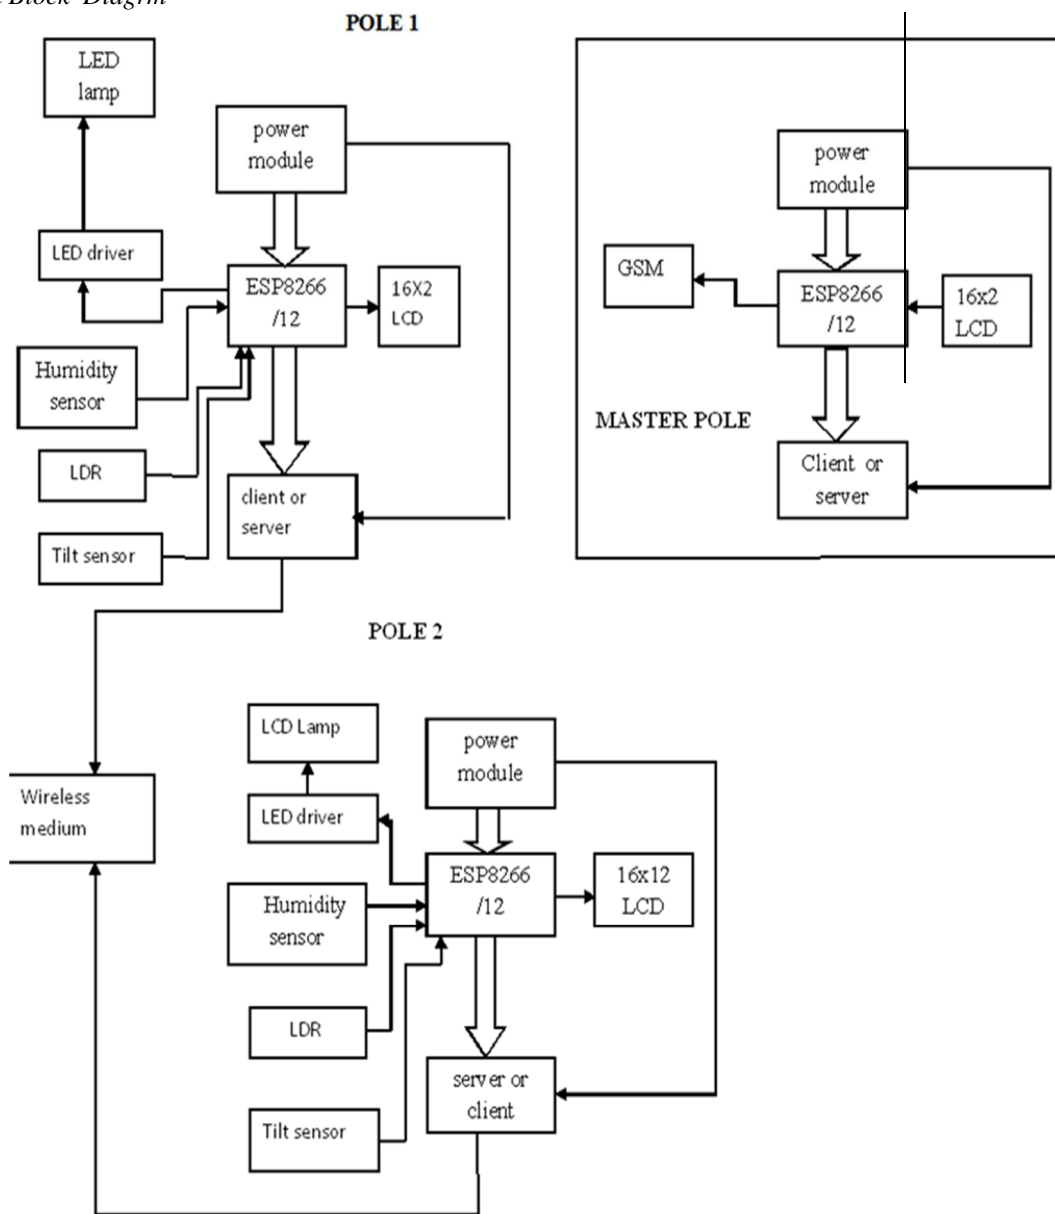 Block Diagrm
POLE 1
LED
lamp
power
module
LED driver
ESP8266
/12
16X2
LCD
Humidity
sensor
LDR
client or
server
Tilt sensor
power
module
GSM
ESP8266
/12
16x2
LCD
MASTER POLE
Client or
server
POLE 2
LCD Lamp
power
module
Wireless
medium
LED driver
ESP8266
/12
16x12
LCD
Humidity
sensor
LDR
server or
client
Tilt sensor